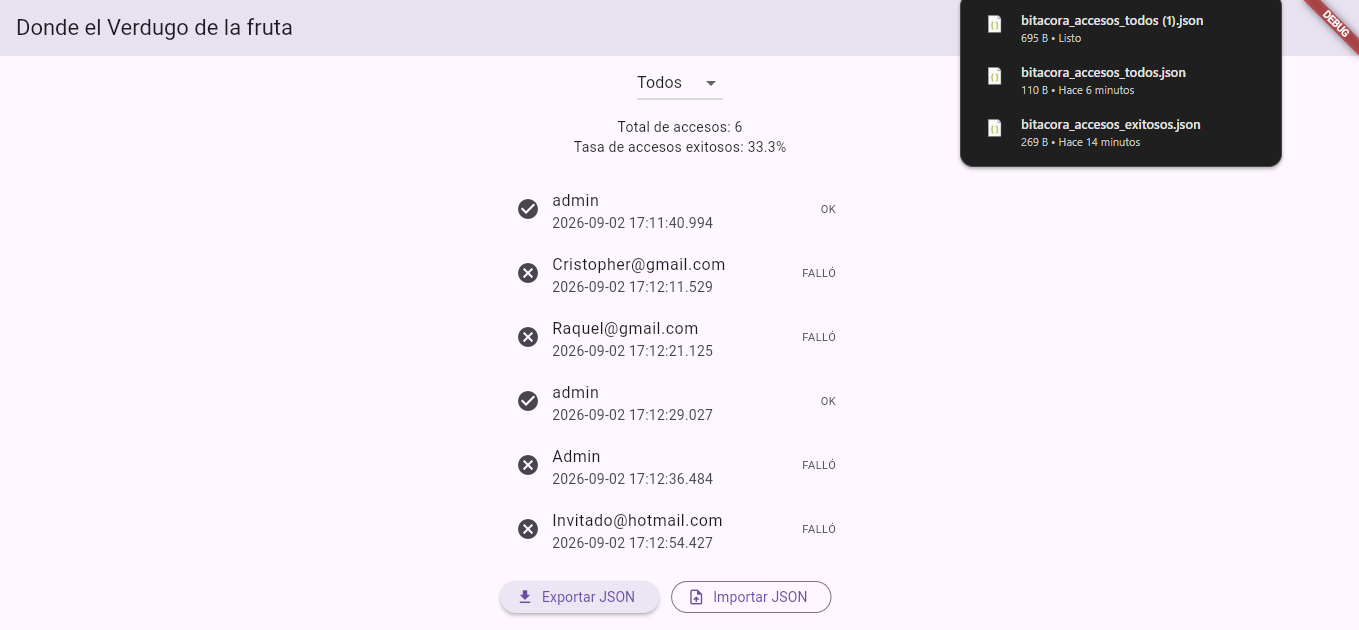 Donde el Verdugo de la fruta
bitacora_accesos_todos (1).json
695 B • Listo
bitacora_accesos_todos.json
110 B • Hace 6 minutos
bitacora_accesos_exitosos.json
269 B • Hace 14 minutos
DEBUG
Todos
Total de accesos: 6
Tasa de accesos exitosos: 33.3%
admin
2026-09-02 17:11:40.994
OK
Cristopher@gmail.com
2026-09-02 17:12:11.529
FALLÓ
Raquel@gmail.com
2026-09-02 17:12:21.125
FALLÓ
admin
2026-09-02 17:12:29.027
OK
Admin
2026-09-02 17:12:36.484
FALLÓ
Invitado@hotmail.com
2026-09-02 17:12:54.427
FALLÓ
Exportar JSON
Importar JSON